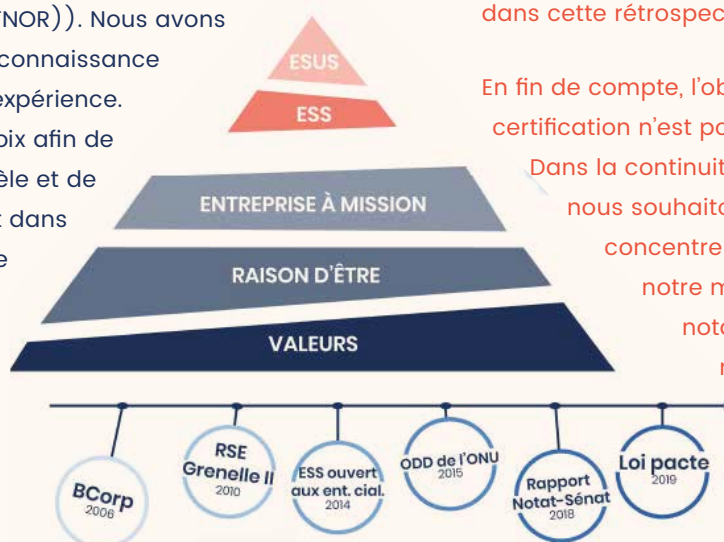 NOR)). Nous avons
connaissance
expérience.
oix afin de
èle et de
t dans
e
dans cette rétrospec
En fin de compte, l'ob
certification n'est po
Dans la continuit
nous souhaito
concentre
notre m
noto
ESUS
ESS
ENTREPRISE À MISSION
RAISON D'ÊTRE
VALEURS
BCorp
2006
RSE
Grenelle II
2010
ESS ouvert
aux ent. cial.
2014
ODD de l'ONU
2015
Rapport
Notat-Sénat
2018
Loi pacte
2019